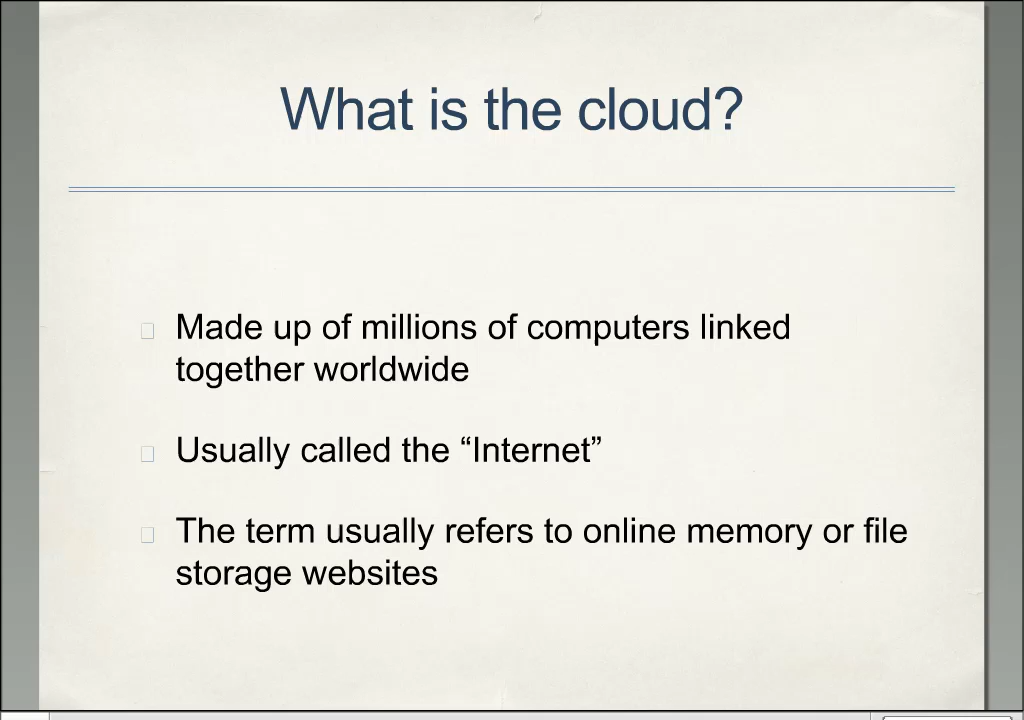 What is the cloud?
Made up of millions of computers linked
together worldwide
Usually called the “Internet”
The term usually refers to online memory or file
storage websites